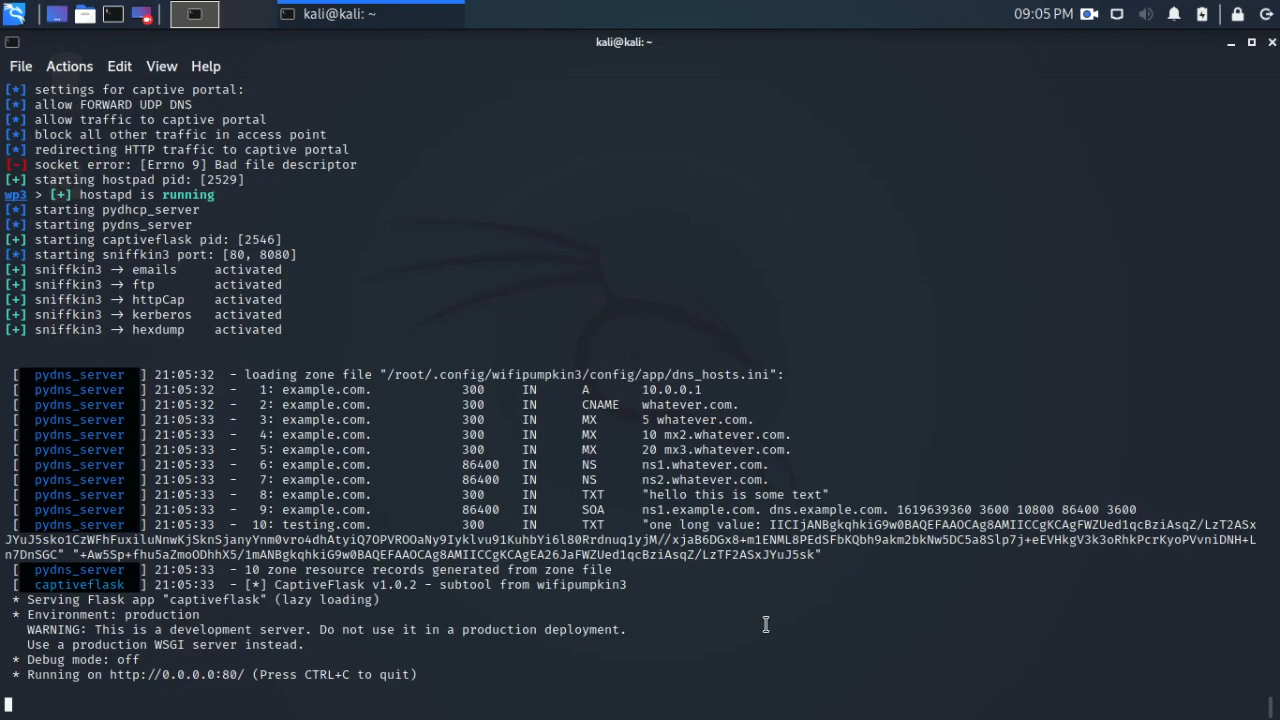 kali@kali: ~
09:05 PM
kali@kali: ~
File Actions Edit View Help
[*] settings for captive portal:
[*] allow FORWARD UDP DNS
[*] allow traffic to captive portal
[*] block all other traffic in access point
[*] redirecting HTTP traffic to captive portal
[-] socket error: [Errno 9] Bad file descriptor
[+] starting hostpad pid: [2529]
wp3 > [+] hostapd is running
[*] starting pydhcp_server
[*] starting pydns_server
[+] starting captiveflask pid: [2546]
[*] starting sniffkin3 port: [80, 8080]
[+] sniffkin3 → emails activated
[+] sniffkin3 → ftp activated
[+] sniffkin3 → httpCap activated
[+] sniffkin3 → kerberos activated
[+] sniffkin3 → hexdump activated
[ pydns_server ] 21:05:32 - loading zone file "/root/.config/wifipumpkin3/config/app/dns_hosts.ini":
[ pydns_server ] 21:05:32 - 1: example.com. 300 IN A 10.0.0.1
[ pydns_server ] 21:05:32 - 2: example.com. 300 IN CNAME whatever.com.
[ pydns_server ] 21:05:33 - 3: example.com. 300 IN MX 5 whatever.com.
[ pydns_server ] 21:05:33 - 4: example.com. 300 IN MX 10 mx2.whatever.com.
[ pydns_server ] 21:05:33 - 5: example.com. 300 IN MX 20 mx3.whatever.com.
[ pydns_server ] 21:05:33 - 6: example.com. 86400 IN NS ns1.whatever.com.
[ pydns_server ] 21:05:33 - 7: example.com. 86400 IN NS ns2.whatever.com.
[ pydns_server ] 21:05:33 - 8: example.com. 300 IN TXT "hello this is some text"
[ pydns_server ] 21:05:33 - 9: example.com. 86400 IN SOA ns1.example.com. dns.example.com. 1619639360 3600 10800 86400 3600
[ pydns_server ] 21:05:33 - 10: testing.com. 300 IN TXT "one long value: IICIjANBgkqhkiG9w0BAQEFAAOCAg8AMIICCgKCAgFWZUed1qcBziAsqZ/LzT2ASx
JYuJ5sko1CzWFhFuxiluNnwKjSknSjanyYnm0vro4dhAtyiQ7OPVROOaNy9Iyklvu91KuhbYi6l80Rrdnuq1yjM//xjaB6DGx8+m1ENML8PEdSFbKQbh9akm2bkNw5DC5a8Slp7j+eEVHkgV3k3oRhkPcrKyoPVvniDNH+L
n7DnSGC" "+Aw5Sp+fhu5aZmoODhhX5/1mANBgkqhkiG9w0BAQEFAAOCAg8AMIICCgKCAgEA26JaFWZUed1qcBziAsqZ/LzTF2ASxJYuJ5sk"
[ pydns_server ] 21:05:33 - 10 zone resource records generated from zone file
[ captiveflask ] 21:05:33 - [*] CaptiveFlask v1.0.2 - subtool from wifipumpkin3
* Serving Flask app "captiveflask" (lazy loading)
* Environment: production
WARNING: This is a development server. Do not use it in a production deployment.
Use a production WSGI server instead.
* Debug mode: off
* Running on http://0.0.0.0:80/ (Press CTRL+C to quit)